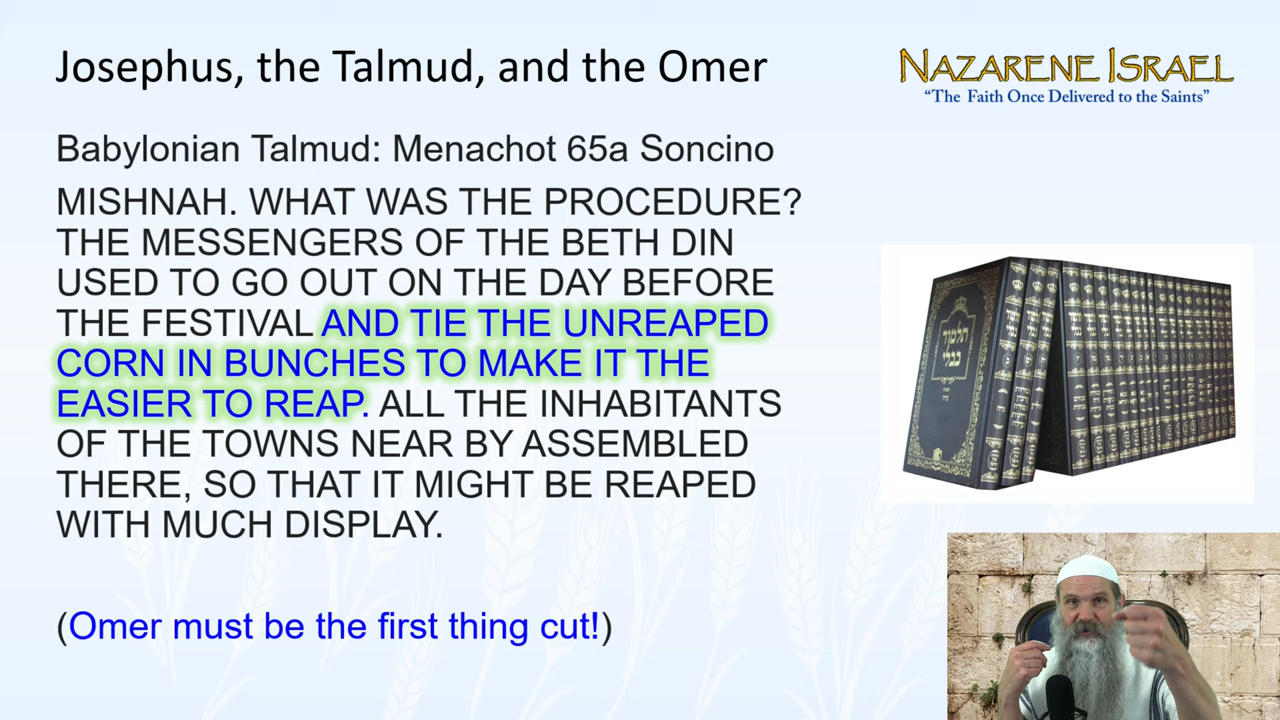 Josephus, the Talmud, and the Omer
NAZARENE ISRAEL
“The Faith Once Delivered to the Saints”
Babylonian Talmud: Menachot 65a Soncino
MISHNAH. WHAT WAS THE PROCEDURE?
THE MESSENGERS OF THE BETH DIN
USED TO GO OUT ON THE DAY BEFORE
THE FESTIVAL AND TIE THE UNREAPED
CORN IN BUNCHES TO MAKE IT THE
EASIER TO REAP. ALL THE INHABITANTS
OF THE TOWNS NEAR BY ASSEMBLED
THERE, SO THAT IT MIGHT BE REAPED
WITH MUCH DISPLAY.
(Omer must be the first thing cut!)
תלמוד
בבלי